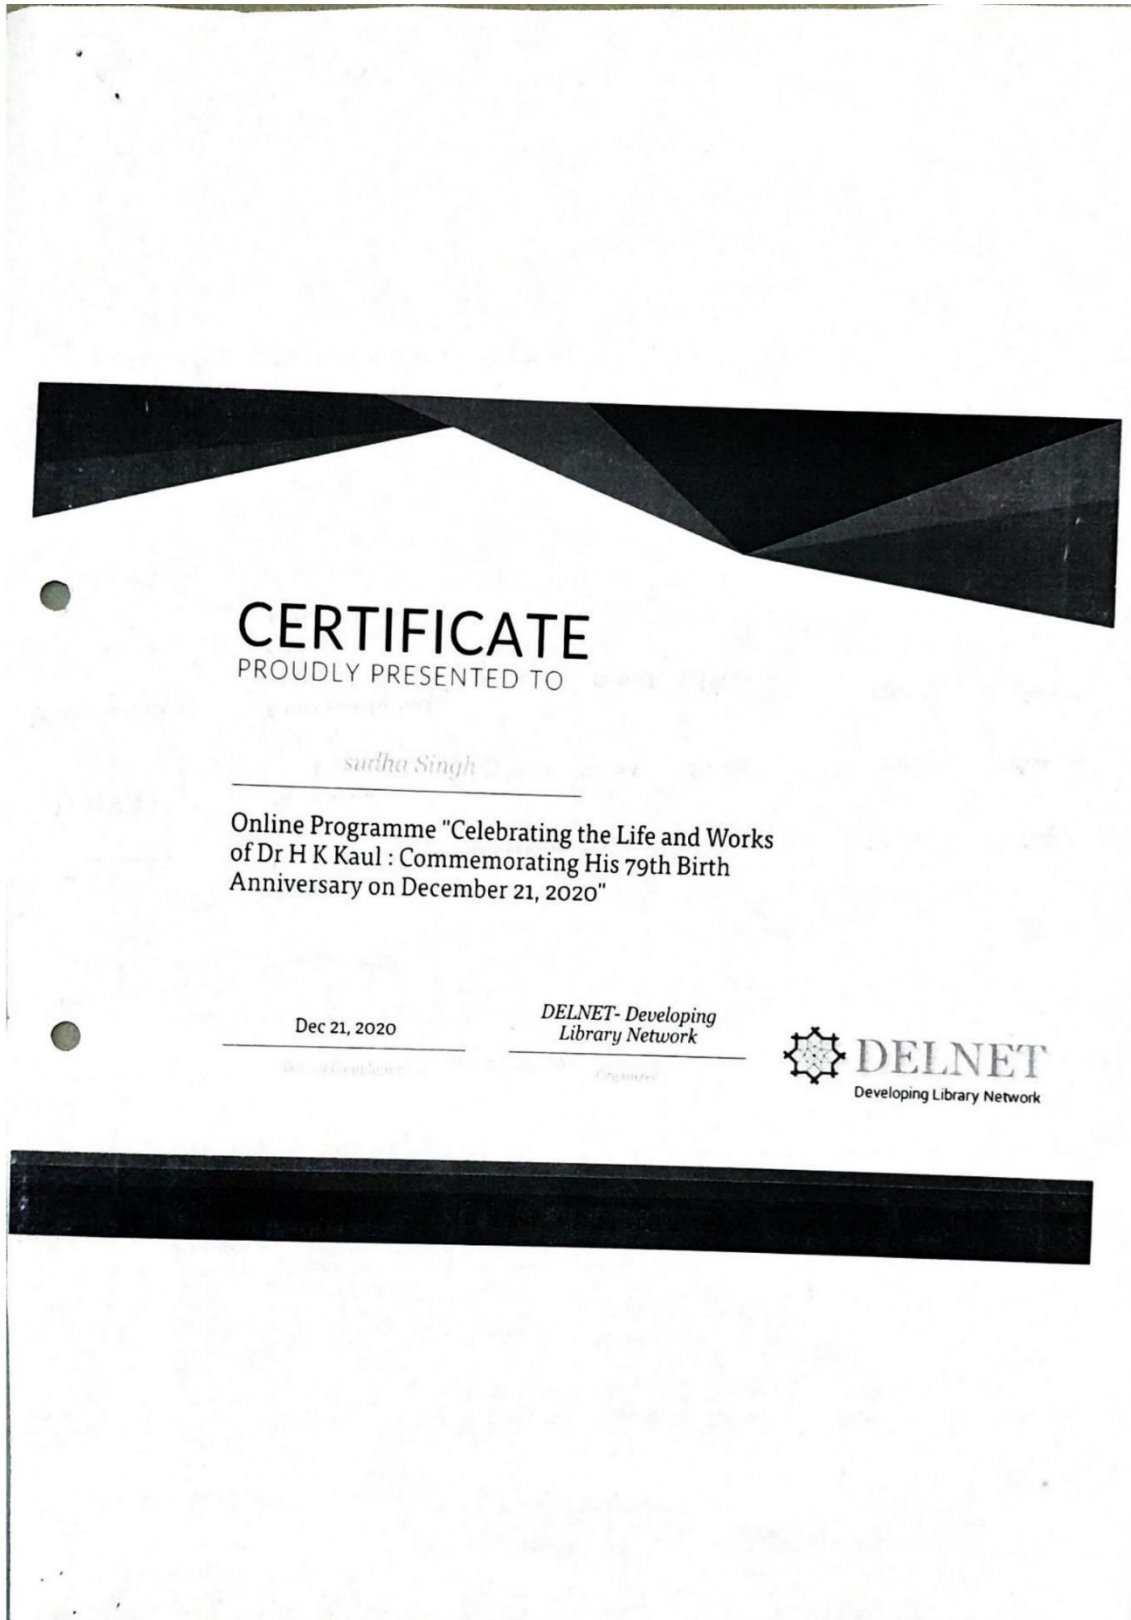 CERTIFICATE
PROUDLY PRESENTED TO
sudha Singh
Online Programme "Celebrating the Life and Works
of Dr H K Kaul : Commemorating His 79th Birth
Anniversary on December 21, 2020"
Dec 21, 2020
DELNET- Developing
Library Network
Organizer
DELNET
Developing Library Network